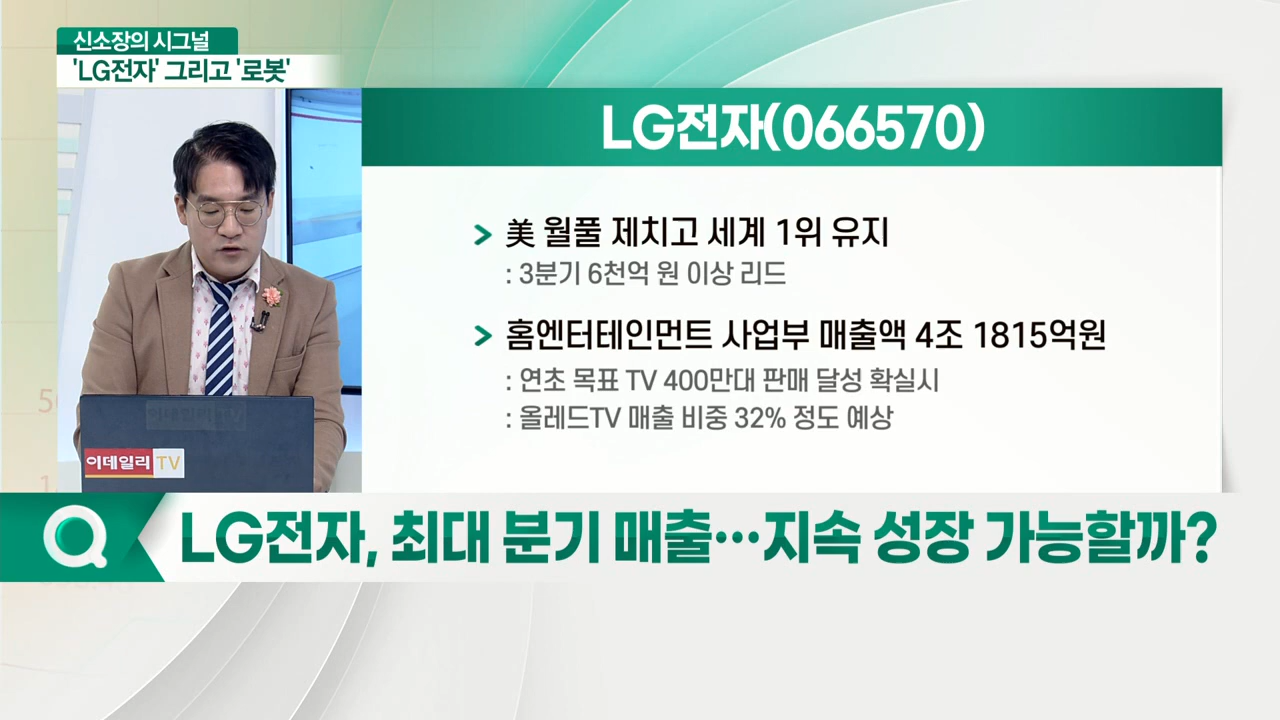 신소장의 시그널
'LG전자' 그리고 '로봇'
LG전자(066570)
美 월풀 제치고 세계 1위 유지
: 3분기 6천억 원 이상 리드
홈엔터테인먼트 사업부 매출액 4조 1815억원
: 연초 목표 TV 400만대 판매 달성 확실시
: 올레드TV 매출 비중 32% 정도 예상
이데일리TV
LG전자, 최대 분기 매출…지속 성장 가능할까?